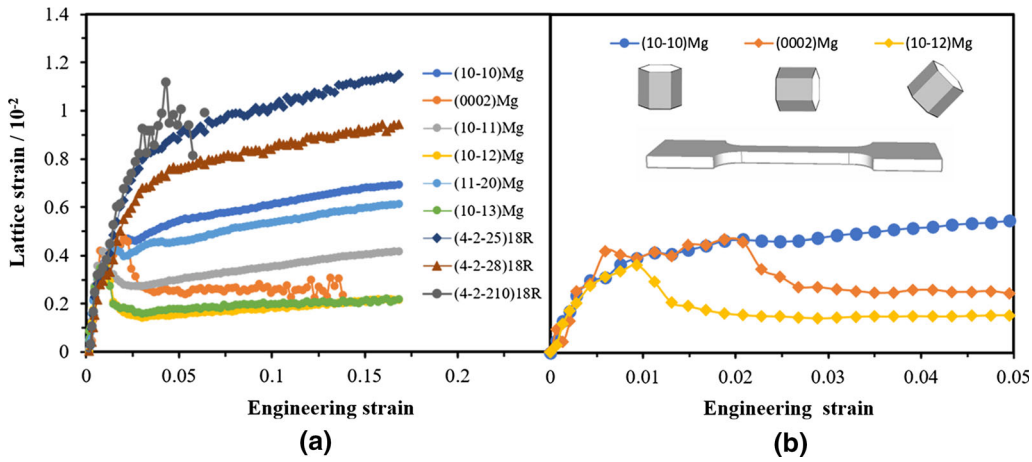 1.4
1.2
1
0.8
0.6
0.4
0.2
0
Lattice strain / 10⁻²
0
0.05
0.1
0.15
0.2
Engineering strain
(10-10)Mg
(0002)Mg
(10-11)Mg
(10-12)Mg
(11-20)Mg
(10-13)Mg
(4-2-25)18R
(4-2-28)18R
(4-2-210)18R
(a)
(10-10)Mg
(0002)Mg
(10-12)Mg
0
0.01
0.02
0.03
0.04
0.05
Engineering strain
(b)